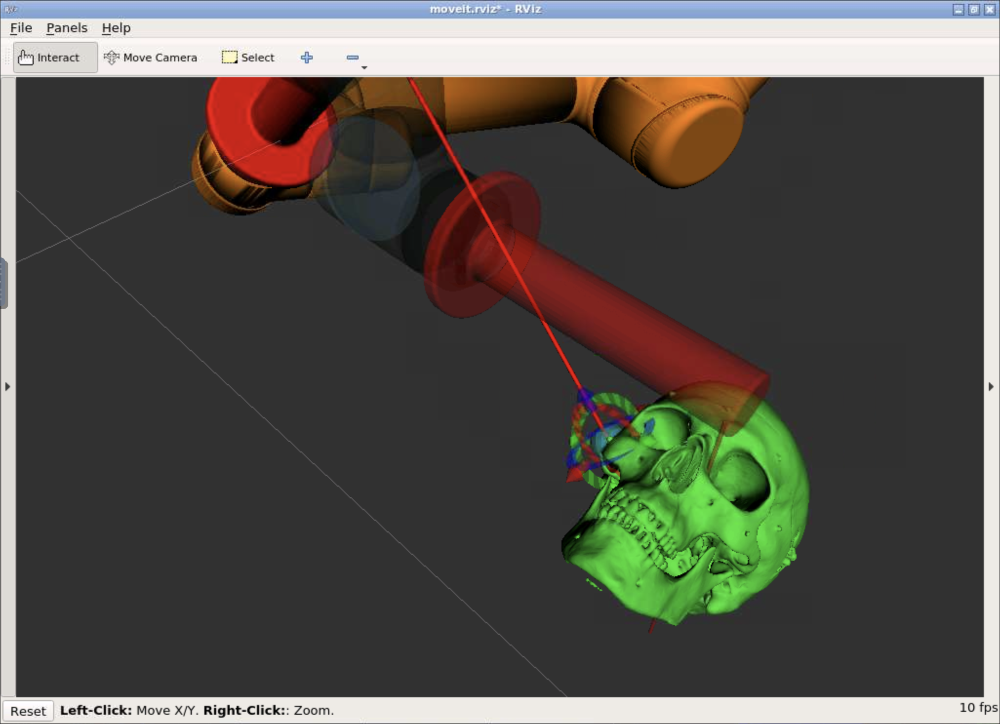 moveit.rviz* - RViz
File Panels Help
Interact Move Camera Select
Reset Left-Click: Move X/Y. Right-Click:: Zoom. 10 fps